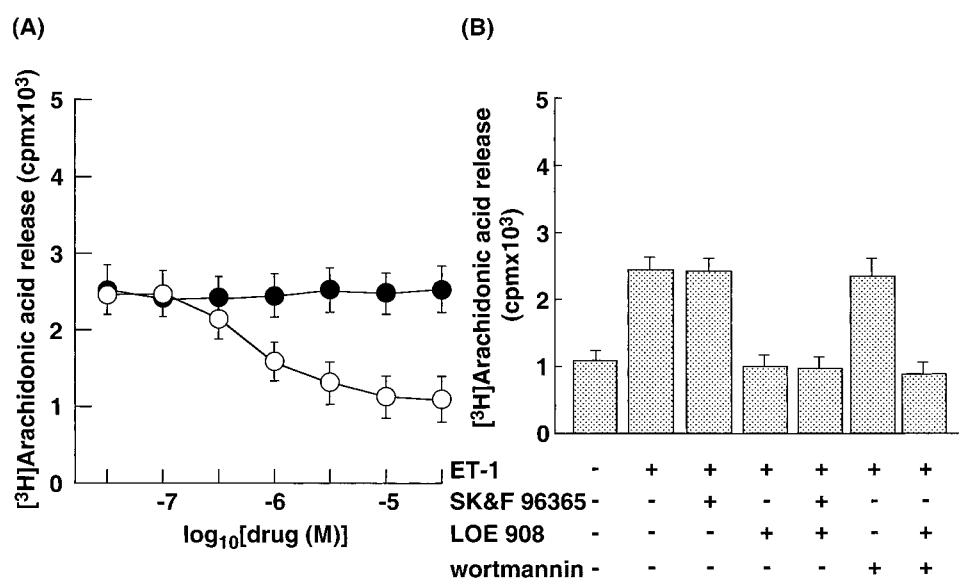 (A)
[³H]Arachidonic acid release (cpmx10³)
5
4
3
2
1
0
-7
-6
-5
log₁₀[drug (M)]
(B)
[³H]Arachidonic acid release
(cpmx10³)
5
4
3
2
1
0
ET-1 - + + + + + +
SK&F 96365 - - + - + - -
LOE 908 - - - + + - +
wortmannin - - - - - + +